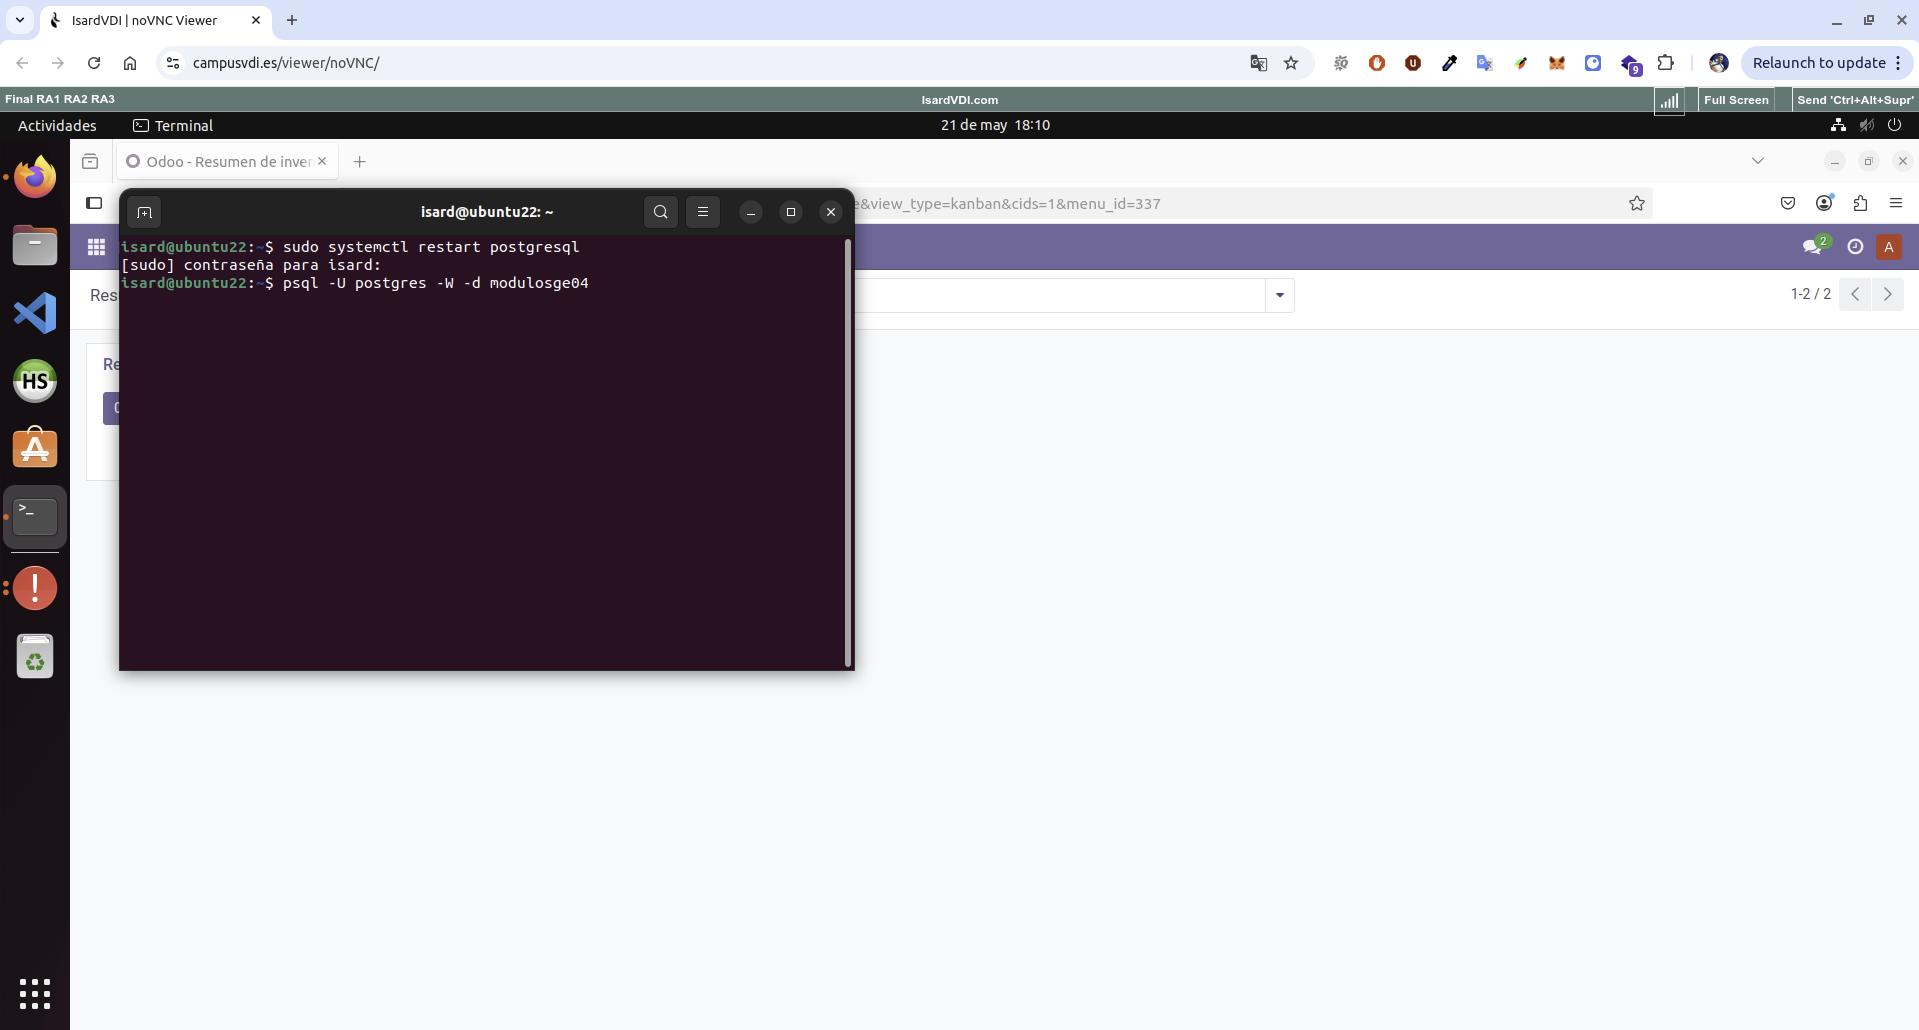 IsardVDI | noVNC Viewer
campusvdi.es/viewer/noVNC/
9
Relaunch to update
Final RA1 RA2 RA3
IsardVDI.com
Full Screen
Send 'Ctrl+Alt+Supr'
Actividades
Terminal
21 de may 18:10
Odoo - Resumen de inver
isard@ubuntu22: ~
e&view_type=kanban&cids=1&menu_id=337
isard@ubuntu22:~$ sudo systemctl restart postgresql
[sudo] contraseña para isard:
isard@ubuntu22:~$ psql -U postgres -W -d modulosge04
2
A
Res
1-2 / 2
Re
HS
>_